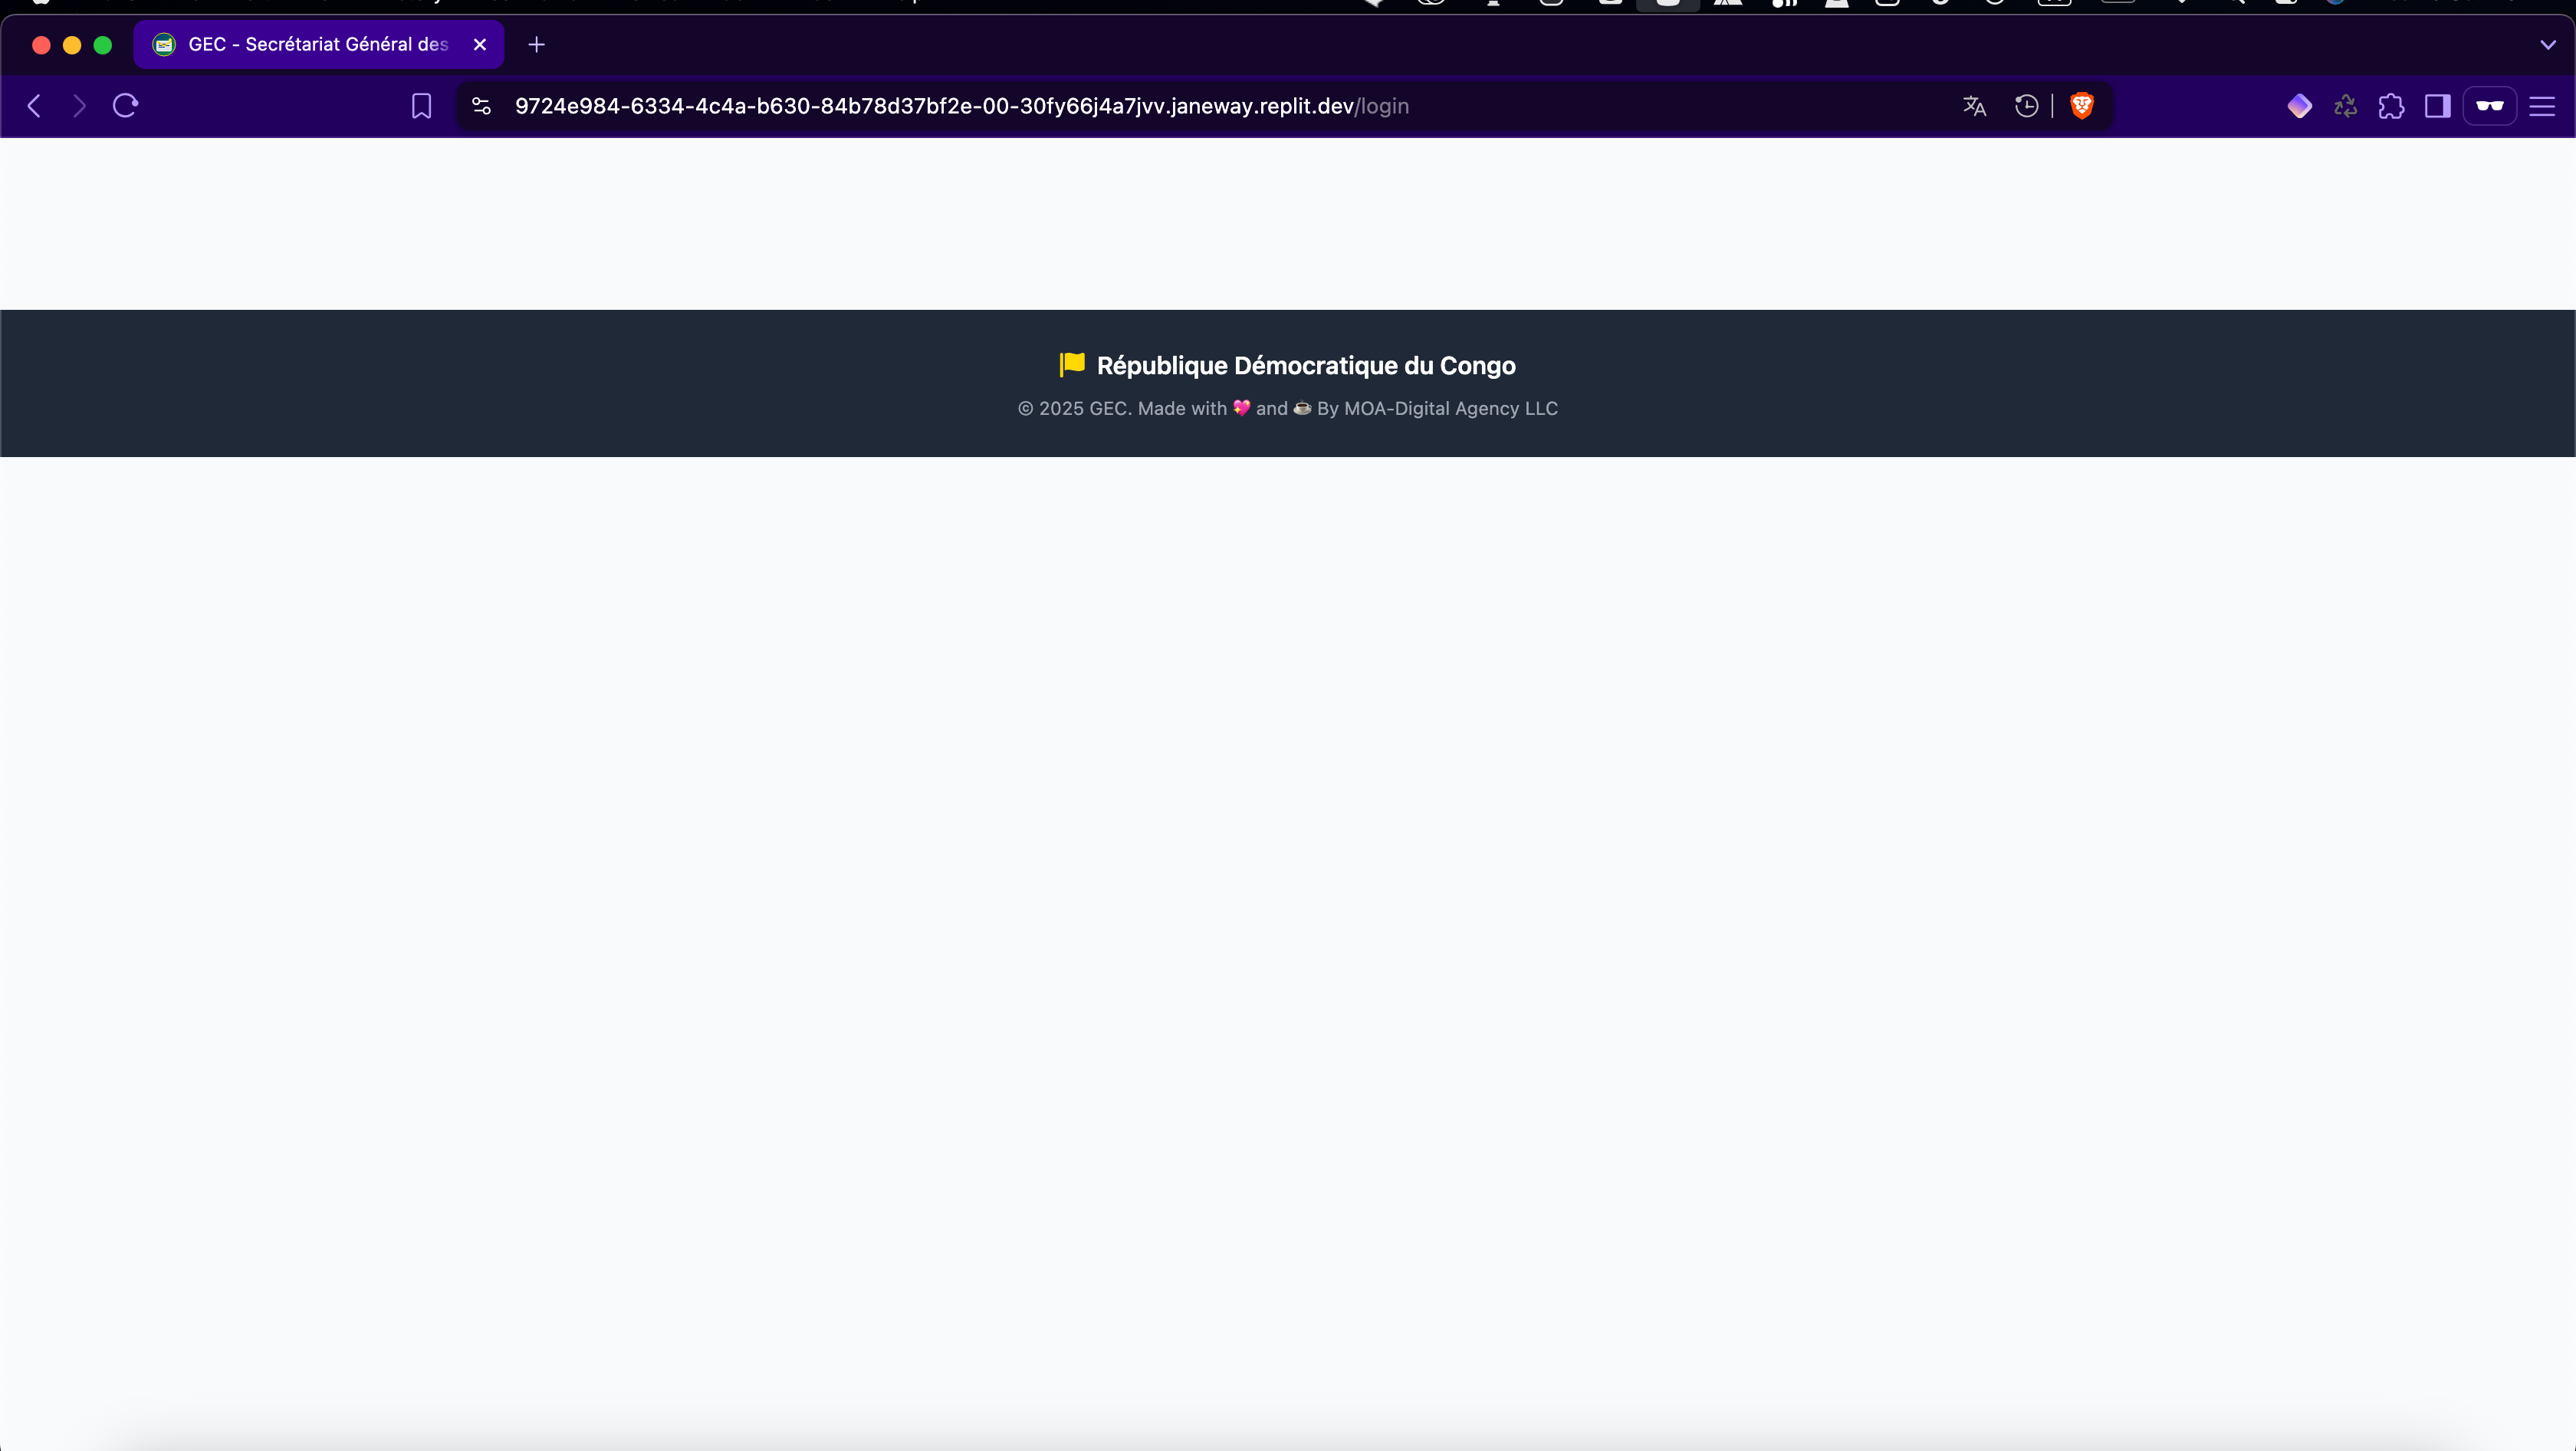 GEC - Secrétariat Général des
9724e984-6334-4c4a-b630-84b78d37bf2e-00-30fy66j4a7jvv.janeway.replit.dev/login
République Démocratique du Congo
© 2025 GEC. Made with 💖 and ☕ By MOA-Digital Agency LLC